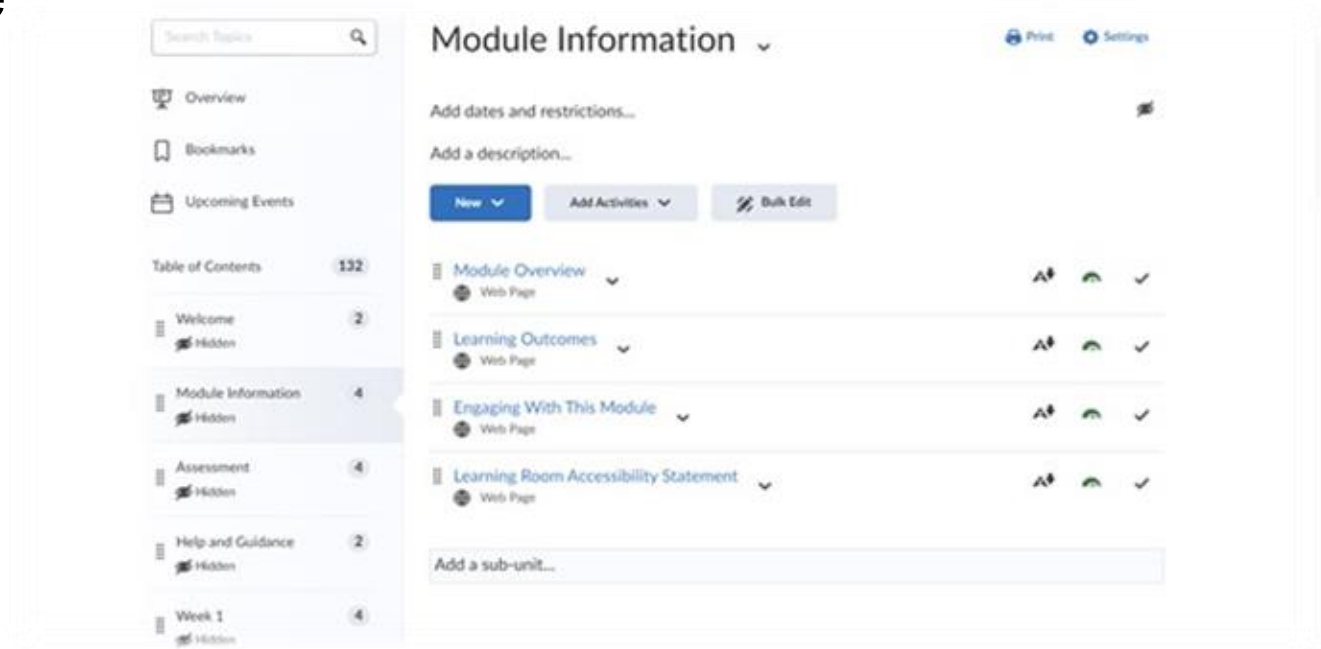 Search Topics
Overview
Bookmarks
Upcoming Events
Table of Contents 132
Welcome 2
Hidden
Module Information 4
Hidden
Assessment 4
Hidden
Help and Guidance 2
Hidden
Week 1 4
Hidden
Module Information
Print Settings
Add dates and restrictions...
Add a description...
New Add Activities Bulk Edit
Module Overview
Web Page
Learning Outcomes
Web Page
Engaging With This Module
Web Page
Learning Room Accessibility Statement
Web Page
Add a sub-unit...